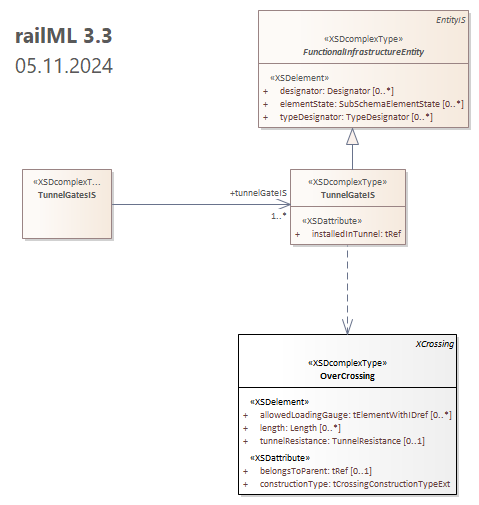 railML 3.3
05.11.2024
EntityIS
«XSDcomplexType»
FunctionalInfrastructureEntity
«XSDelement»
+ designator: Designator [0..*]
+ elementState: SubSchemaElementState [0..*]
+ typeDesignator: TypeDesignator [0..*]
«XSDcomplexT...
TunnelGatesIS
+tunnelGateIS
1..*
«XSDcomplexType»
TunnelGateIS
«XSDattribute»
+ installedInTunnel: tRef
XCrossing
«XSDcomplexType»
OverCrossing
«XSDelement»
+ allowedLoadingGauge: tElementWithIDref [0..*]
+ length: Length [0..*]
+ tunnelResistance: TunnelResistance [0..1]
«XSDattribute»
+ belongsToParent: tRef [0..1]
+ constructionType: tCrossingConstructionTypeExt